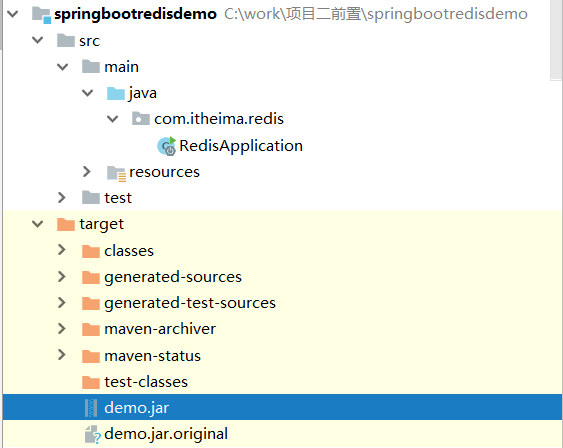 springbootredisdemo C:\work\项目二前置\springbootredisdemo
src
main
java
com.itheima.redis
RedisApplication
resources
test
target
classes
generated-sources
generated-test-sources
maven-archiver
maven-status
test-classes
demo.jar
demo.jar.original